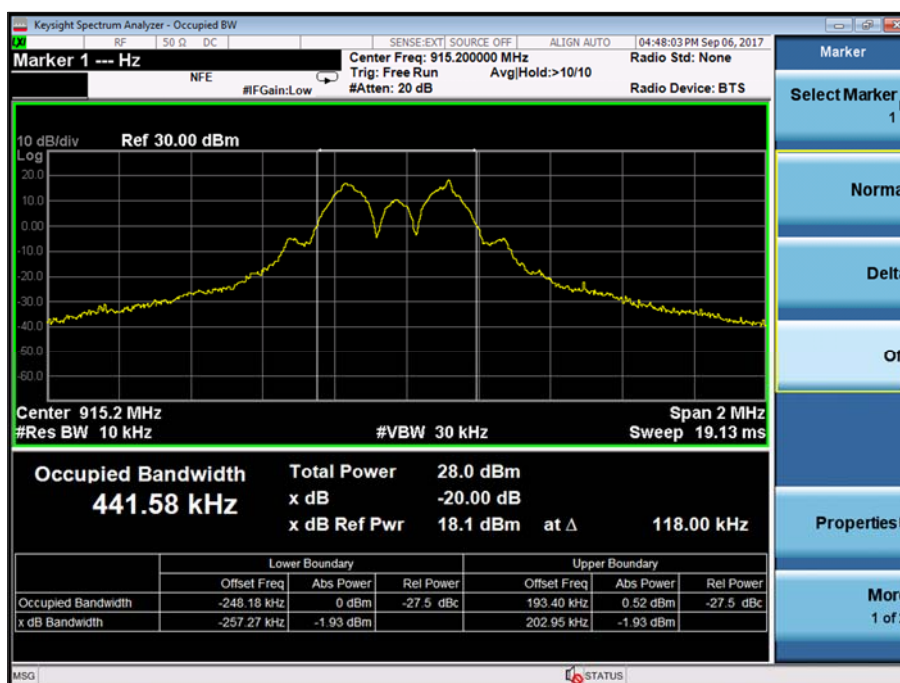 Keysight Spectrum Analyzer - Occupied BW
LXI RF 50 Ω DC SENSE:EXT SOURCE OFF ALIGN AUTO 04:48:03 PM Sep 06, 2017
Marker 1 --- Hz
Center Freq: 915.200000 MHz
Radio Std: None
NFE
Trig: Free Run Avg|Hold:>10/10
#IFGain:Low
#Atten: 20 dB
Radio Device: BTS
10 dB/div Ref 30.00 dBm
Log
20.0
10.0
0.00
-10.0
-20.0
-30.0
-40.0
-50.0
-60.0
Center 915.2 MHz Span 2 MHz
#Res BW 10 kHz #VBW 30 kHz Sweep 19.13 ms
Occupied Bandwidth
441.58 kHz
Total Power 28.0 dBm
x dB -20.00 dB
x dB Ref Pwr 18.1 dBm at Δ 118.00 kHz
Lower Boundary Upper Boundary
Offset Freq Abs Power Rel Power Offset Freq Abs Power Rel Power
Occupied Bandwidth -248.18 kHz 0 dBm -27.5 dBc 193.40 kHz 0.52 dBm -27.5 dBc
x dB Bandwidth -257.27 kHz -1.93 dBm 202.95 kHz -1.93 dBm
MSG STATUS
Marker
Select Marker
1
Norma
Delt
Of
Properties
Mor
1 of